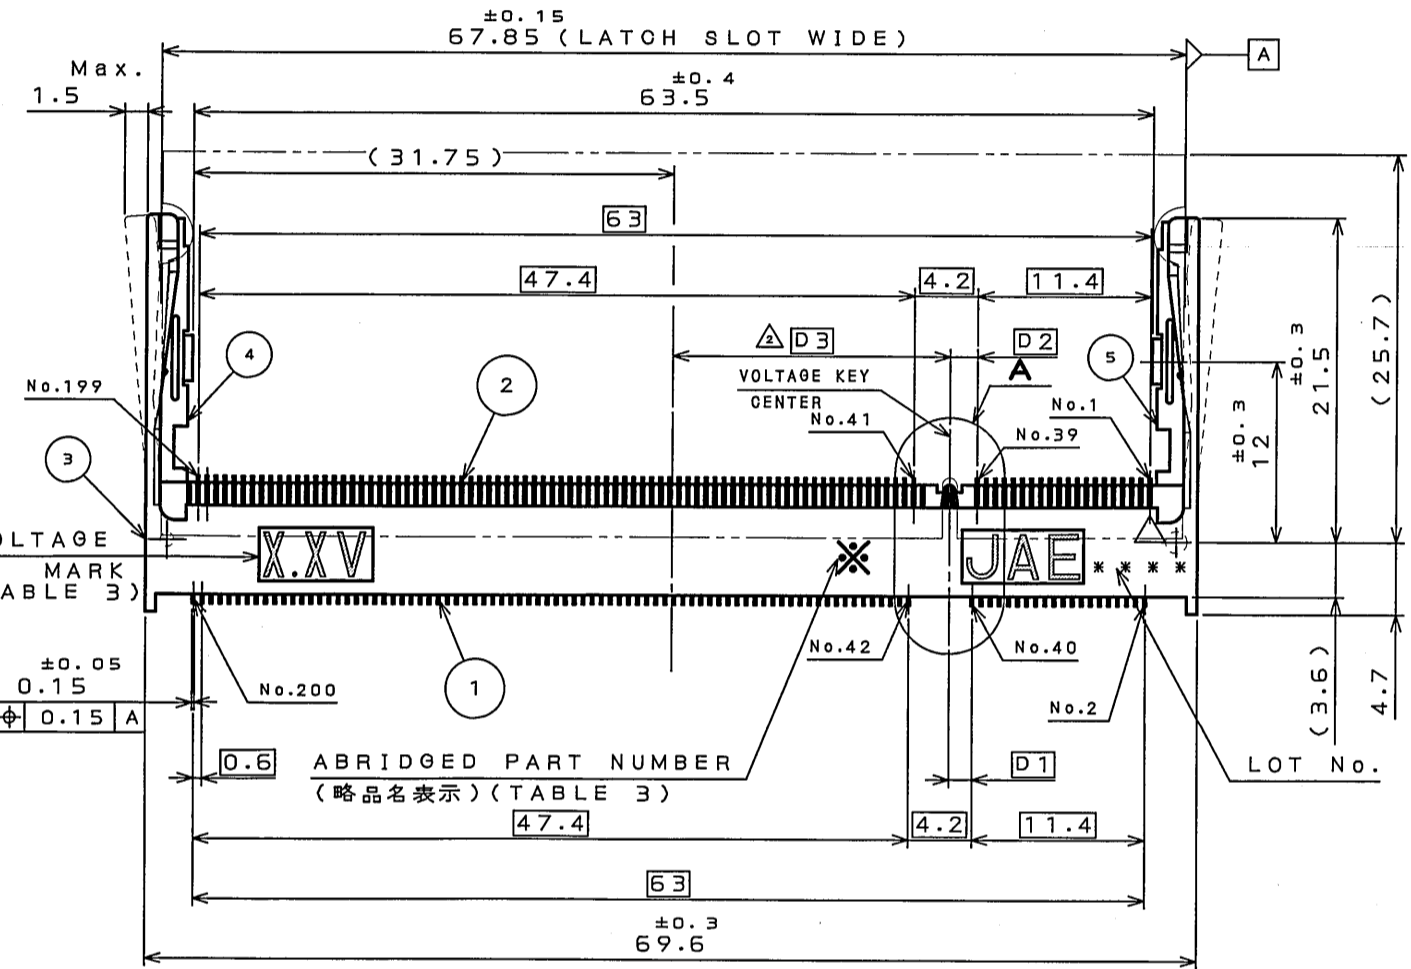 ±0.15
67.85 (LATCH SLOT WIDE)
A
Max.
1.5
±0.4
63.5
(31.75)
63
47.4
4.2
11.4
2 D3
D2
A
VOLTAGE KEY
CENTER
No.41
No.39
No.1
No.199
4
2
5
3
±0.3
12
±0.3
21.5
(25.7)
OLTAGE
MARK
ABLE 3)
X.XV
※
JAE
* * * *
No.42
No.40
No.2
No.200
1
±0.05
0.15
⌖ 0.15 A
0.6
ABRIDGED PART NUMBER
(略品名表示)(TABLE 3)
D1
LOT No.
(3.6)
4.7
47.4
4.2
11.4
63
±0.3
69.6